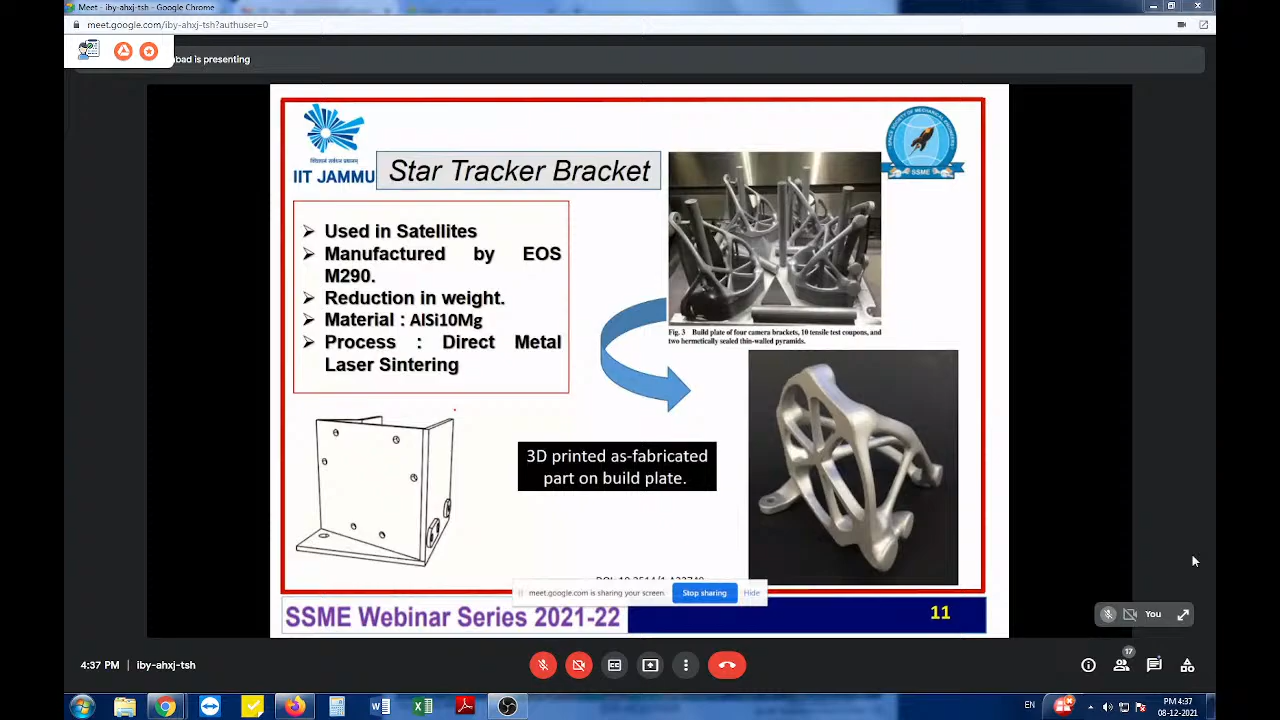 Meet - iby-ahxj-tsh - Google Chrome
meet.google.com/iby-ahxj-tsh?authuser=0
bad is presenting
IIT JAMMU
Star Tracker Bracket
SPACE SOCIETY OF MECHANICAL ENGINEERS
SSME
➢ Used in Satellites
➢ Manufactured by EOS
M290.
➢ Reduction in weight.
➢ Material : AlSi10Mg
➢ Process : Direct Metal
Laser Sintering
Fig. 3 Build plate of four camera brackets, 10 tensile test coupons, and
two hermetically sealed thin-walled pyramids.
3D printed as-fabricated
part on build plate.
meet.google.com is sharing your screen.
Stop sharing
Hide
SSME Webinar Series 2021-22
11
You
4:37 PM
iby-ahxj-tsh
17
EN
PM 4:37
08-12-2021